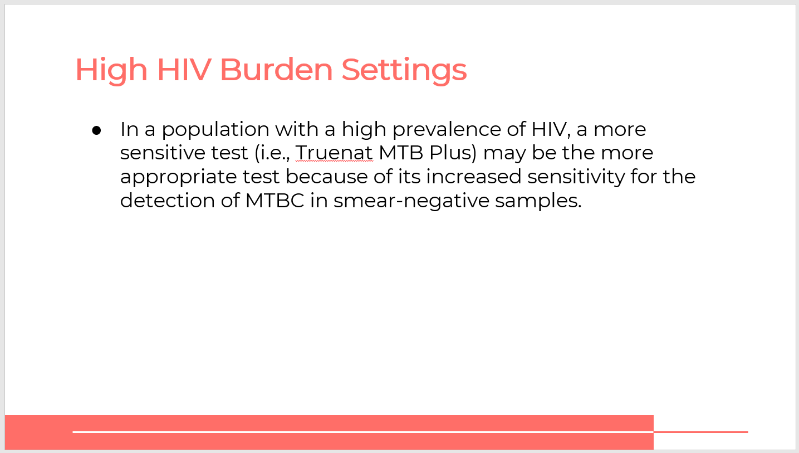 High HIV Burden Settings
● In a population with a high prevalence of HIV, a more
sensitive test (i.e., Truenat MTB Plus) may be the more
appropriate test because of its increased sensitivity for the
detection of MTBC in smear-negative samples.